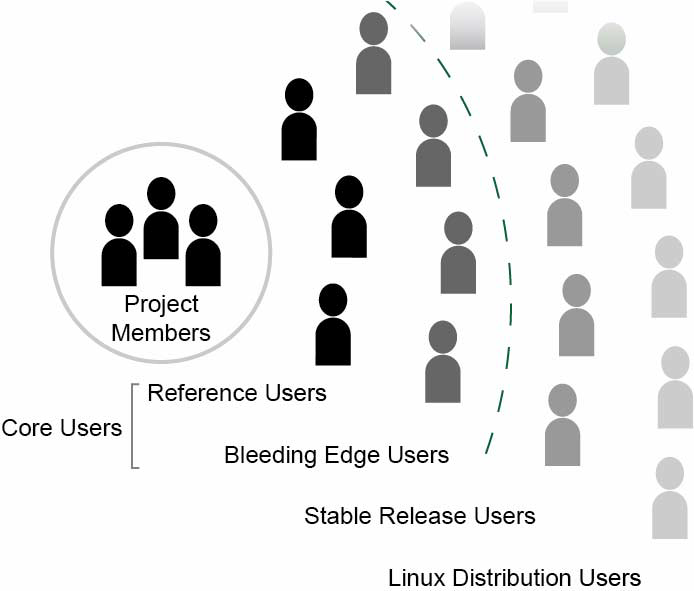 Project
Members
Reference Users
Core Users
Bleeding Edge Users
Stable Release Users
Linux Distribution Users